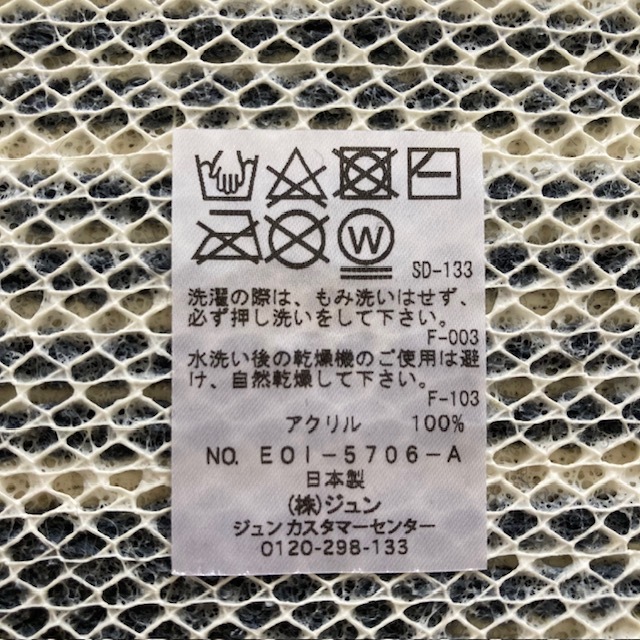 W
SD-133
洗濯の際は、もみ洗いはせず、
必ず押し洗いをして下さい。
F-003
水洗い後の乾燥機のご使用は避
け、自然乾燥して下さい。
F-103
アクリル 100%
NO. EOI-5706-A
日本製
(株)ジュン
ジュンカスタマーセンター
0120-298-133